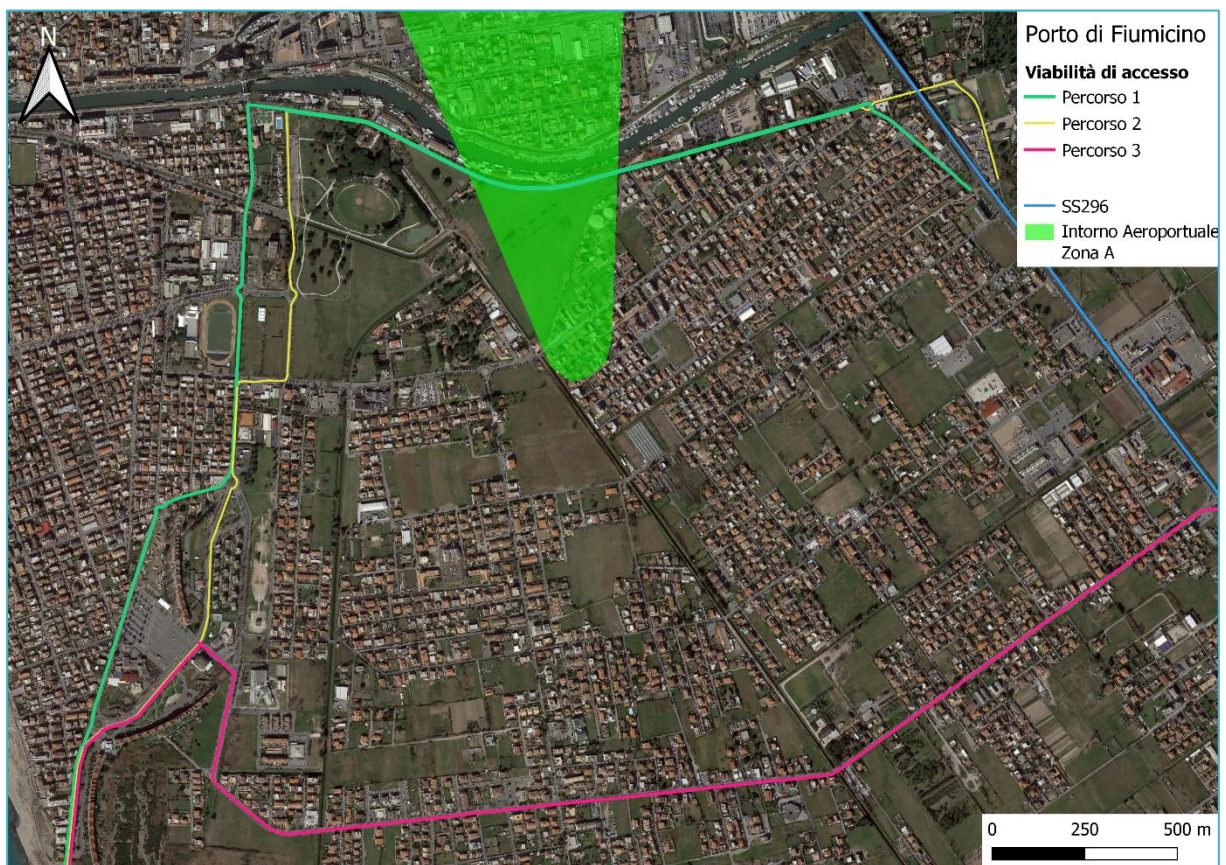 N
Porto di Fiumicino
Viabilità di accesso
Percorso 1
Percorso 2
Percorso 3
SS296
Intorno Aeroportuale
Zona A
0 250 500 m